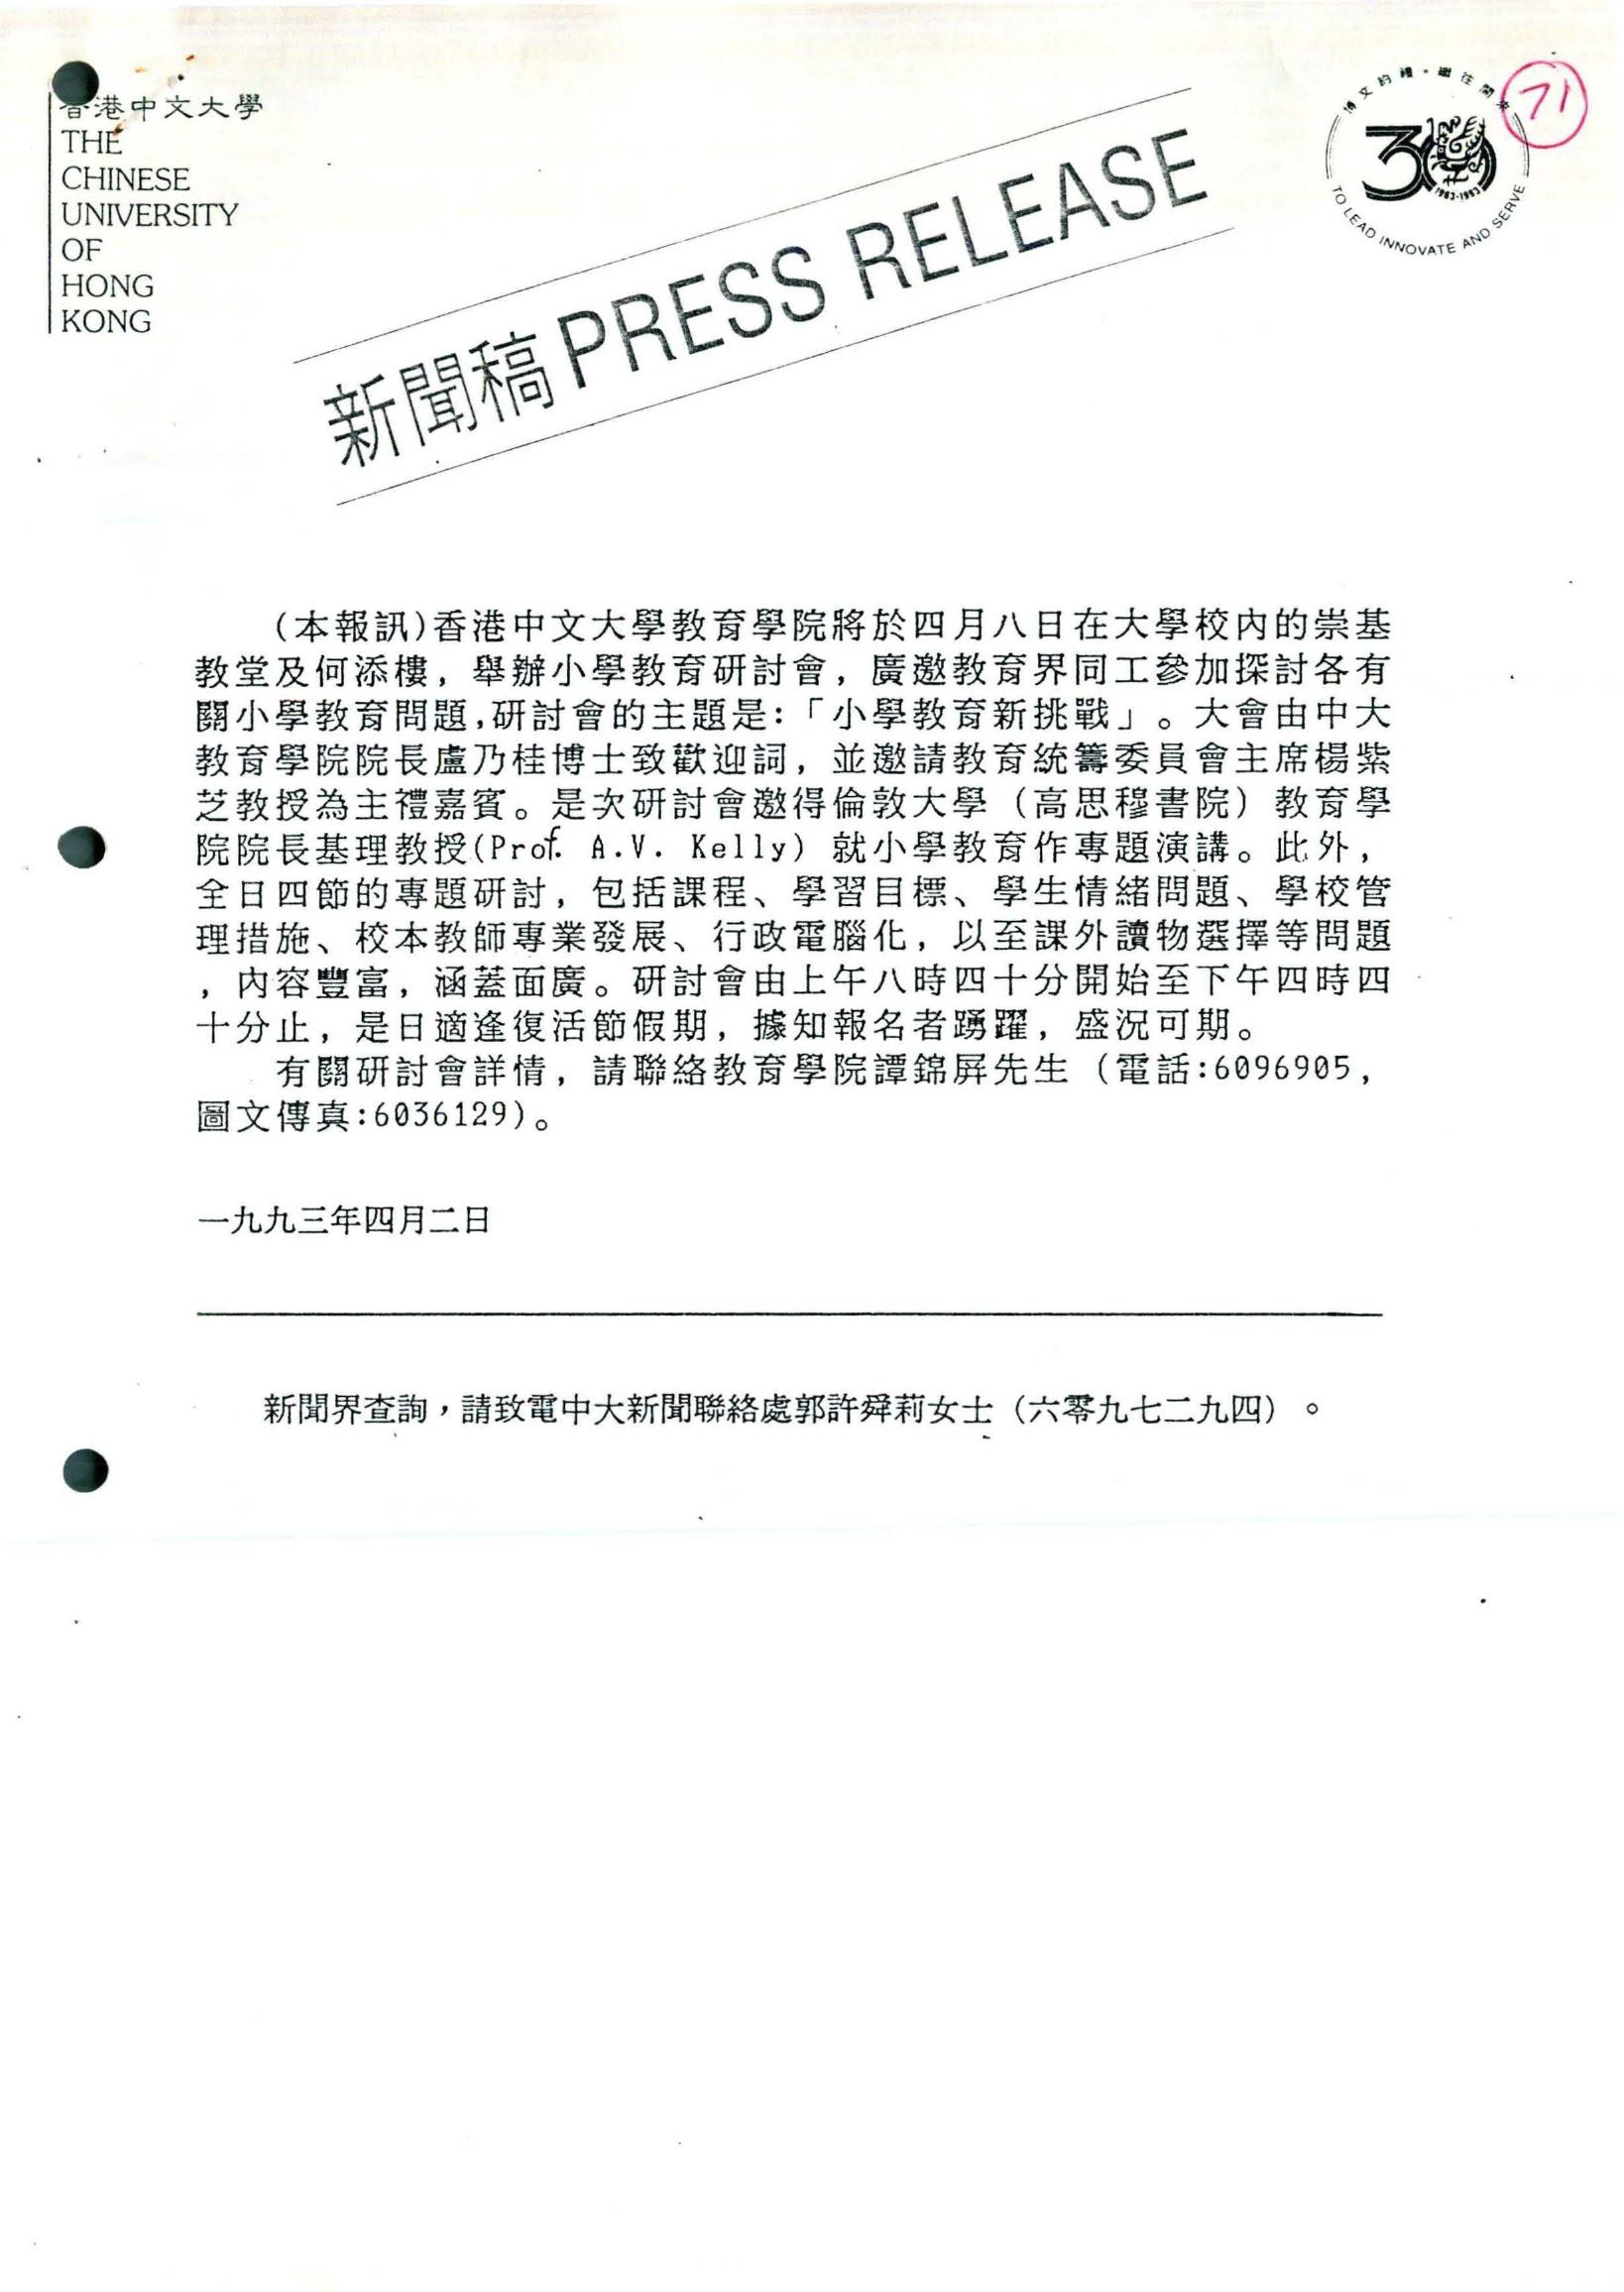 香港中文大學
THE
CHINESE
UNIVERSITY
OF
HONG
KONG
新聞稿 PRESS RELEASE
博文約禮·繼往開來
30
1963-1993
TO LEAD INNOVATE AND SERVE
71
(本報訊)香港中文大學教育學院將於四月八日在大學校內的崇基
教堂及何添樓，舉辦小學教育研討會，廣邀教育界同工參加探討各有
關小學教育問題,研討會的主題是:「小學教育新挑戰」。大會由中大
教育學院院長盧乃桂博士致歡迎詞，並邀請教育統籌委員會主席楊紫
芝教授為主禮嘉賓。是次研討會邀得倫敦大學（高思穆書院）教育學
院院長基理教授(Prof. A.V. Kelly) 就小學教育作專題演講。此外，
全日四節的專題研討，包括課程、學習目標、學生情緒問題、學校管
理措施、校本教師專業發展、行政電腦化，以至課外讀物選擇等問題
，內容豐富，涵蓋面廣。研討會由上午八時四十分開始至下午四時四
十分止，是日適逢復活節假期，據知報名者踴躍，盛況可期。
有關研討會詳情，請聯絡教育學院譚錦屏先生（電話:6096905，
圖文傳真:6036129)。
一九九三年四月二日
新聞界查詢，請致電中大新聞聯絡處郭許舜莉女士（六零九七二九四）。